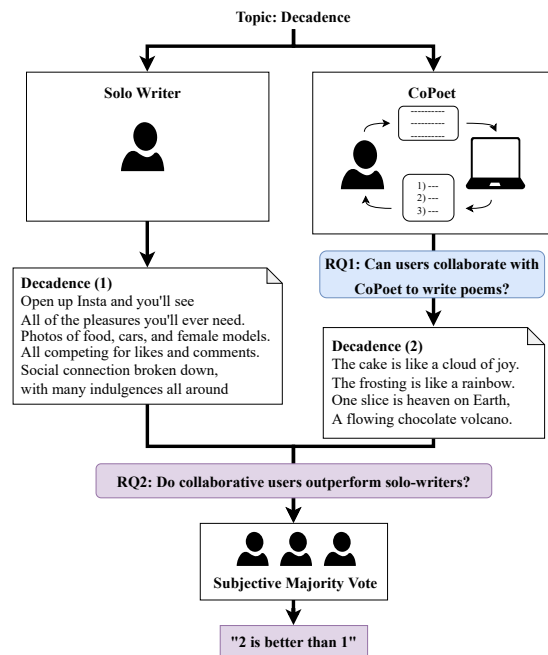 Topic: Decadence
Solo Writer
CoPoet
1) ---
2) ---
3) ---
RQ1: Can users collaborate with
CoPoet to write poems?
Decadence (1)
Open up Insta and you'll see
All of the pleasures you'll ever need.
Photos of food, cars, and female models.
All competing for likes and comments.
Social connection broken down,
with many indulgences all around
Decadence (2)
The cake is like a cloud of joy.
The frosting is like a rainbow.
One slice is heaven on Earth,
A flowing chocolate volcano.
RQ2: Do collaborative users outperform solo-writers?
Subjective Majority Vote
"2 is better than 1"